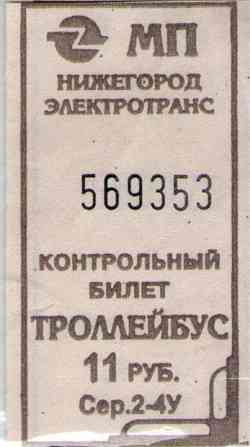 МП
НИЖЕГОРОД
ЭЛЕКТРОТРАНС
569353
КОНТРОЛЬНЫЙ
БИЛЕТ
ТРОЛЛЕЙБУС
11 РУБ.
Сер.2-4У